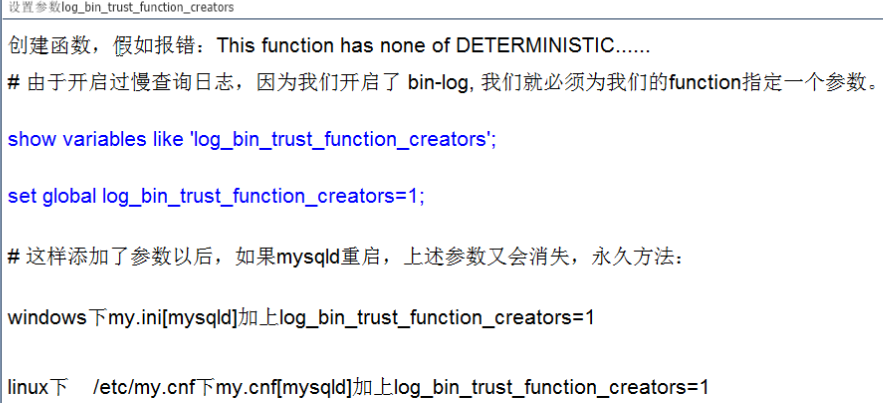 设置参数log_bin_trust_function_creators
创建函数，假如报错：This function has none of DETERMINISTIC......
# 由于开启过慢查询日志，因为我们开启了 bin-log, 我们就必须为我们的function指定一个参数。
show variables like 'log_bin_trust_function_creators';
set global log_bin_trust_function_creators=1;
# 这样添加了参数以后，如果mysqld重启，上述参数又会消失，永久方法：
windows下my.ini[mysqld]加上log_bin_trust_function_creators=1
linux下 /etc/my.cnf下my.cnf[mysqld]加上log_bin_trust_function_creators=1